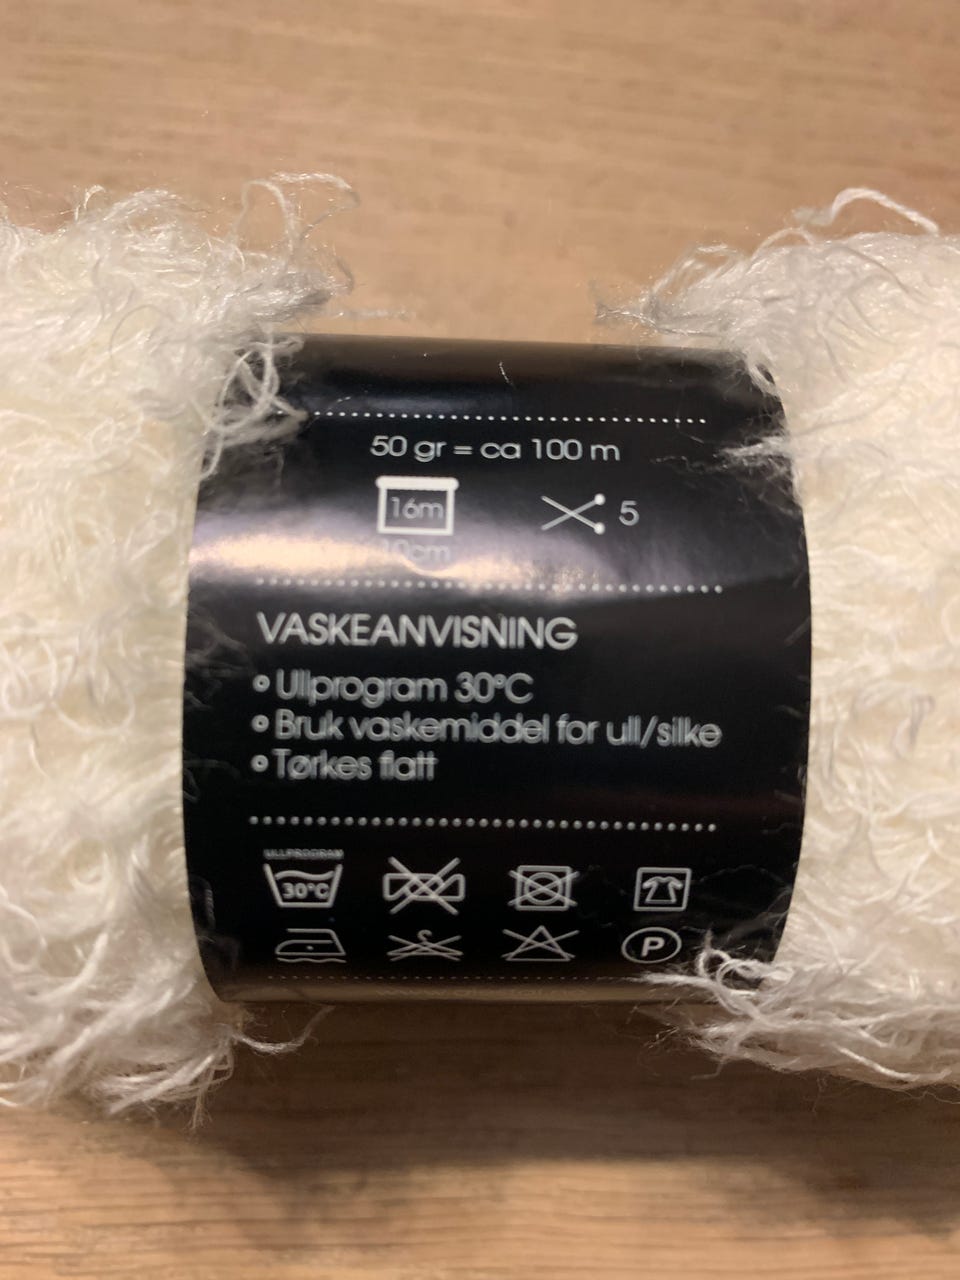 50 gr = ca 100 m
16m 5
10cm
VASKEANVISNING
• Ullprogram 30°C
• Bruk vaskemiddel for ull/silke
• Tørkes flatt
ULLPROGRAM
30°C
P